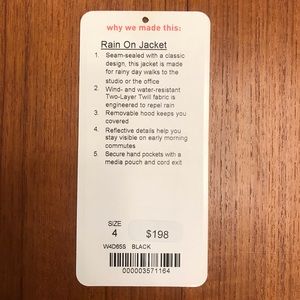 why we made this:
Rain On Jacket
1. Seam-sealed with a classic
design, this jacket is made
for rainy day walks to the
studio or the office
2. Wind- and water-resistant
Two-Layer Twill fabric is
engineered to repel rain
3. Removable hood keeps you
covered
4. Reflective details help you
stay visible on early morning
commutes
5. Secure hand pockets with a
media pouch and cord exit
SIZE
4 $198
W4D65S BLACK
000003571164